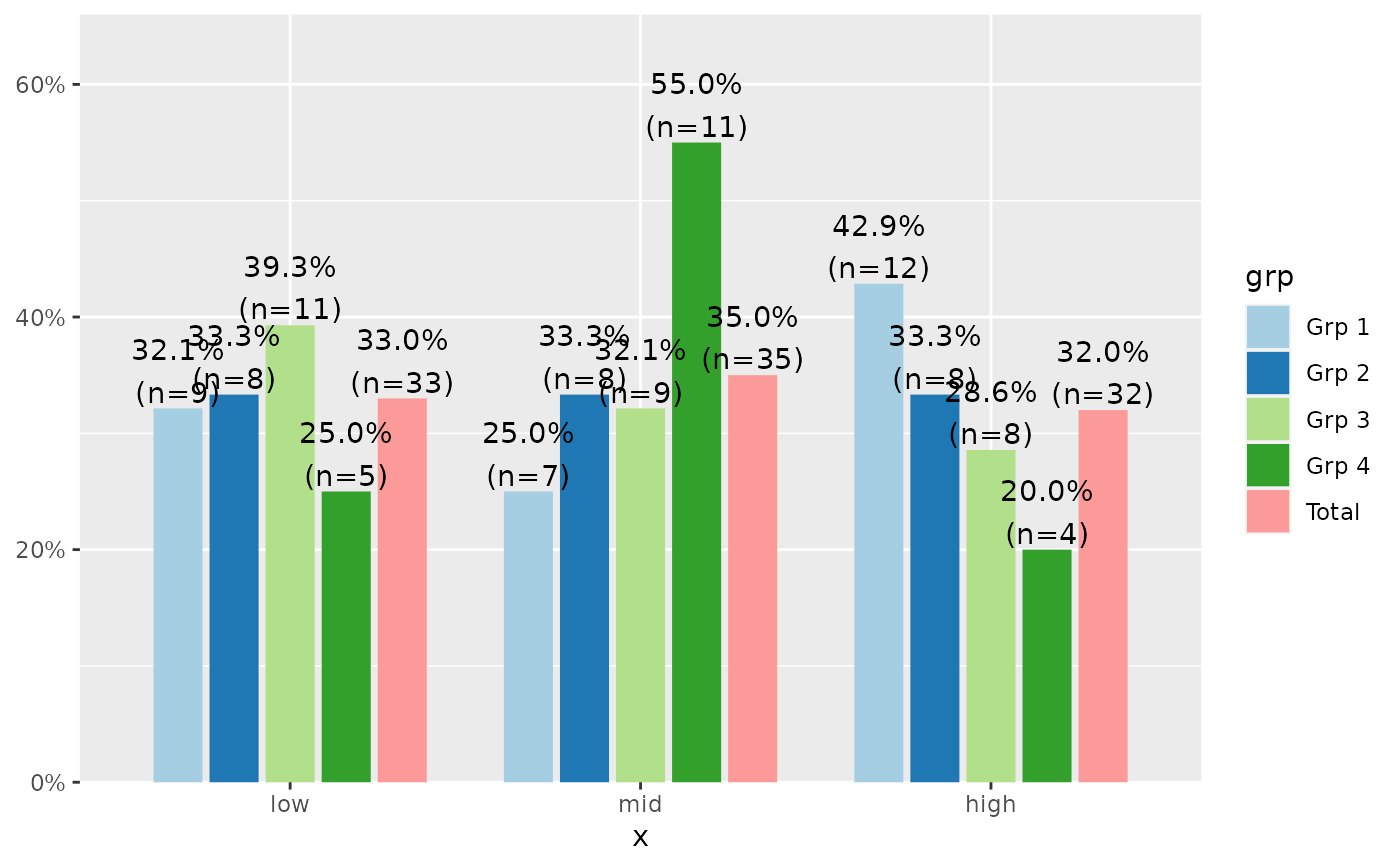 60%
40%
20%
0%
32.1%
(n=9)
33.3%
(n=8)
39.3%
(n=11)
25.0%
(n=5)
33.0%
(n=33)
25.0%
(n=7)
33.3%
(n=8)
32.1%
(n=9)
55.0%
(n=11)
35.0%
(n=35)
42.9%
(n=12)
33.3%
(n=8)
28.6%
(n=8)
20.0%
(n=4)
32.0%
(n=32)
low
mid
high
x
grp
Grp 1
Grp 2
Grp 3
Grp 4
Total